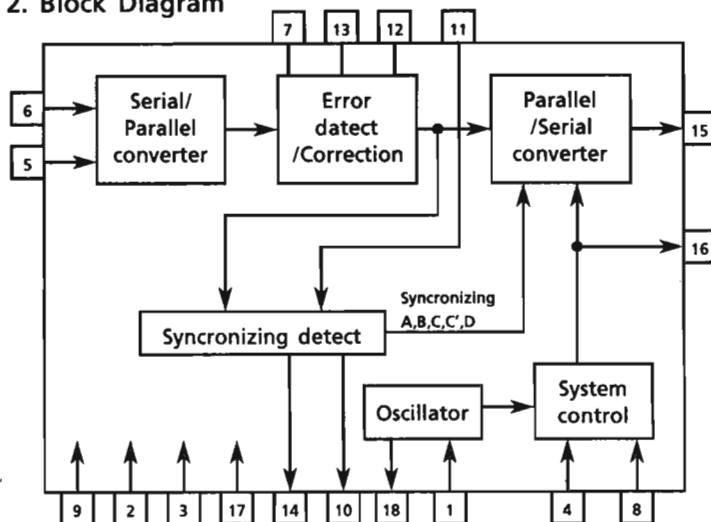 2. Block Diagram
7
13
12
11
6
5
Serial/
Parallel
converter
Error
datect
/Correction
Parallel
/Serial
converter
15
16
Syncronizing
A,B,C,C',D
Syncronizing detect
Oscillator
System
control
9
2
3
17
14
10
18
1
4
8